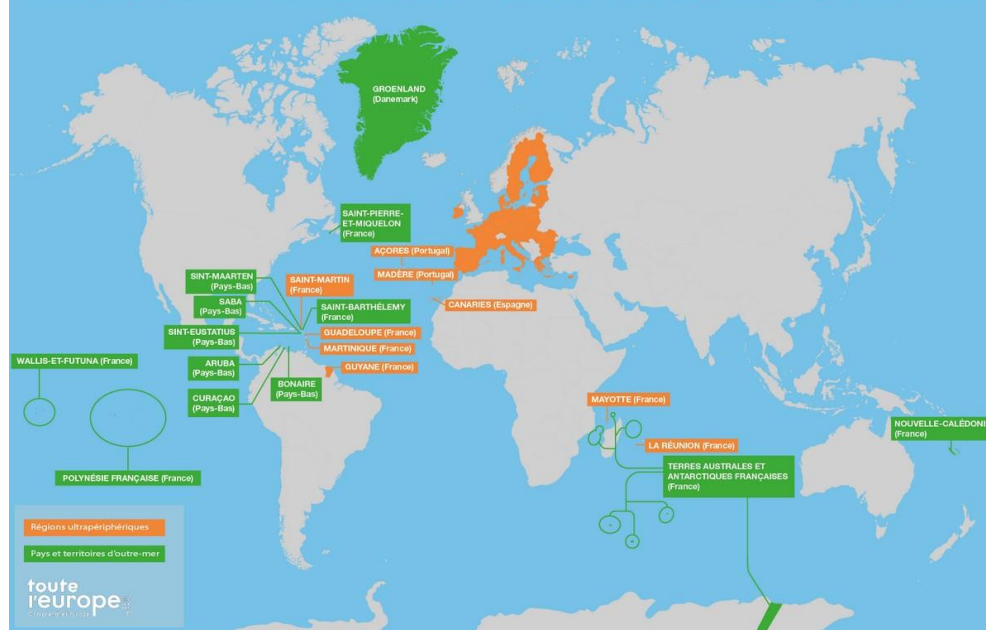 GROENLAND
(Danemark)
SAINT-PIERRE-
ET-MIQUELON
(France)
AÇORES (Portugal)
MADÈRE (Portugal)
CANARIES (Espagne)
SINT-MAARTEN
(Pays-Bas)
SAINT-MARTIN
(France)
SABA
(Pays-Bas)
SAINT-BARTHÉLEMY
(France)
SINT-EUSTATIUS
(Pays-Bas)
GUADELOUPE (France)
MARTINIQUE (France)
WALLIS-ET-FUTUNA (France)
ARUBA
(Pays-Bas)
GUYANE (France)
BONAIRE
(Pays-Bas)
CURAÇAO
(Pays-Bas)
MAYOTTE (France)
NOUVELLE-CALÉDONI
(France)
LA RÉUNION (France)
POLYNÉSIE FRANÇAISE (France)
TERRES AUSTRALES ET
ANTARCTIQUES FRANÇAISES
(France)
Régions ultrapériphériques
Pays et territoires d'outre-mer
toute
l'europe